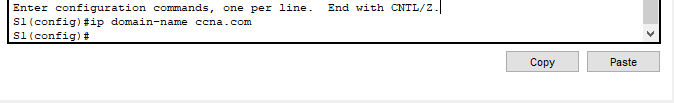 Enter configuration commands, one per line.  End with CNTL/Z.
S1(config)#ip domain-name ccna.com
S1(config)#
Copy Paste